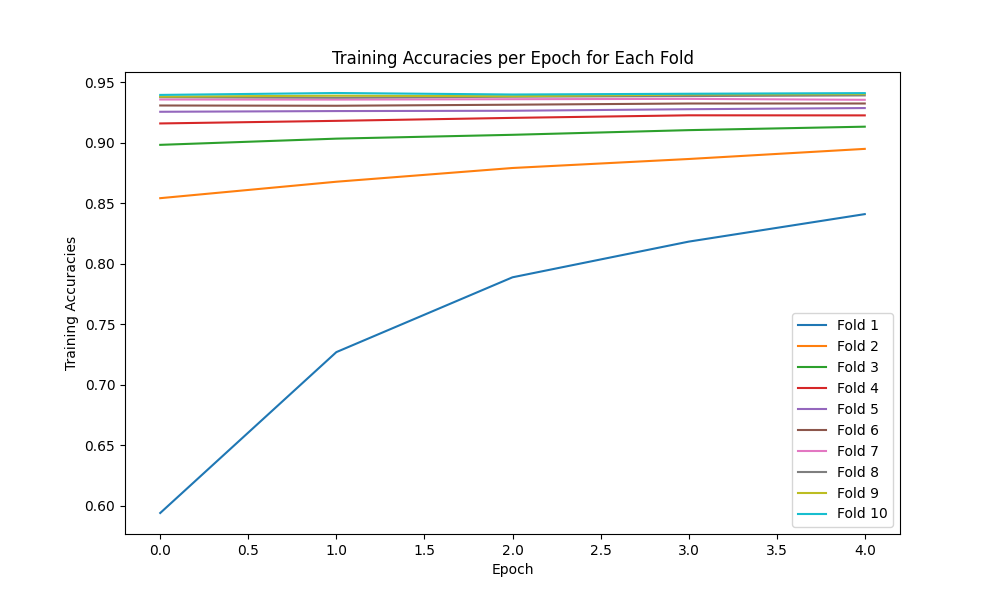 Training Accuracies per Epoch for Each Fold
Training Accuracies
0.95
0.90
0.85
0.80
0.75
0.70
0.65
0.60
Fold 1
Fold 2
Fold 3
Fold 4
Fold 5
Fold 6
Fold 7
Fold 8
Fold 9
Fold 10
0.0 0.5 1.0 1.5 2.0 2.5 3.0 3.5 4.0
Epoch